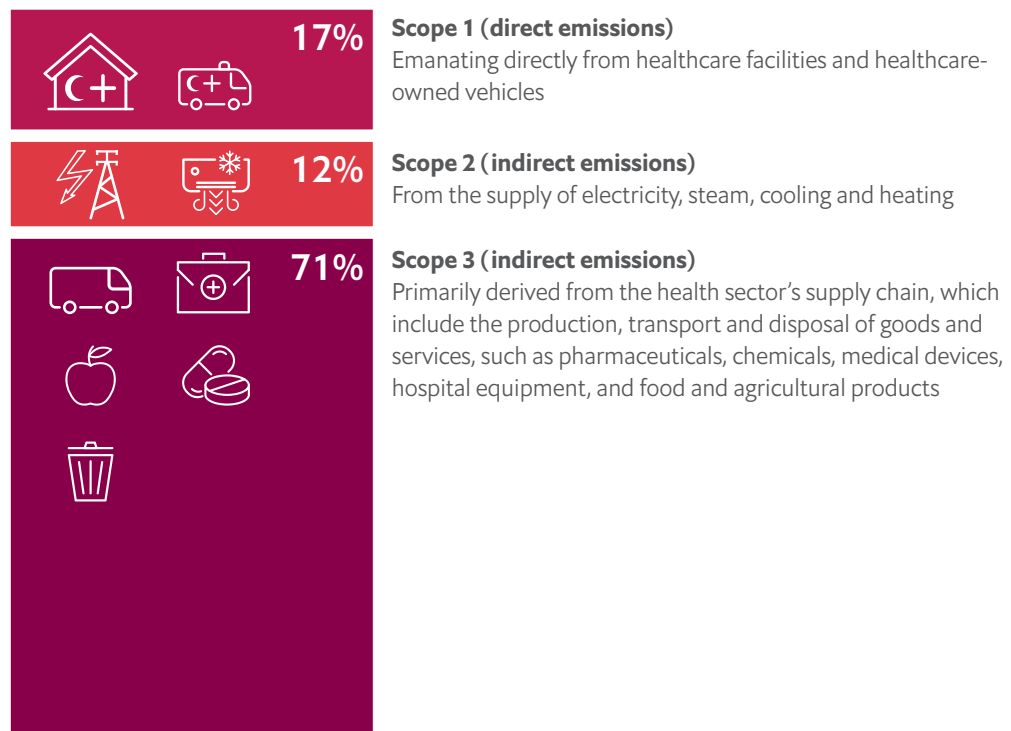 17%
Scope 1 (direct emissions)
Emanating directly from healthcare facilities and healthcare-
owned vehicles
12%
Scope 2 (indirect emissions)
From the supply of electricity, steam, cooling and heating
71%
Scope 3 (indirect emissions)
Primarily derived from the health sector’s supply chain, which
include the production, transport and disposal of goods and
services, such as pharmaceuticals, chemicals, medical devices,
hospital equipment, and food and agricultural products